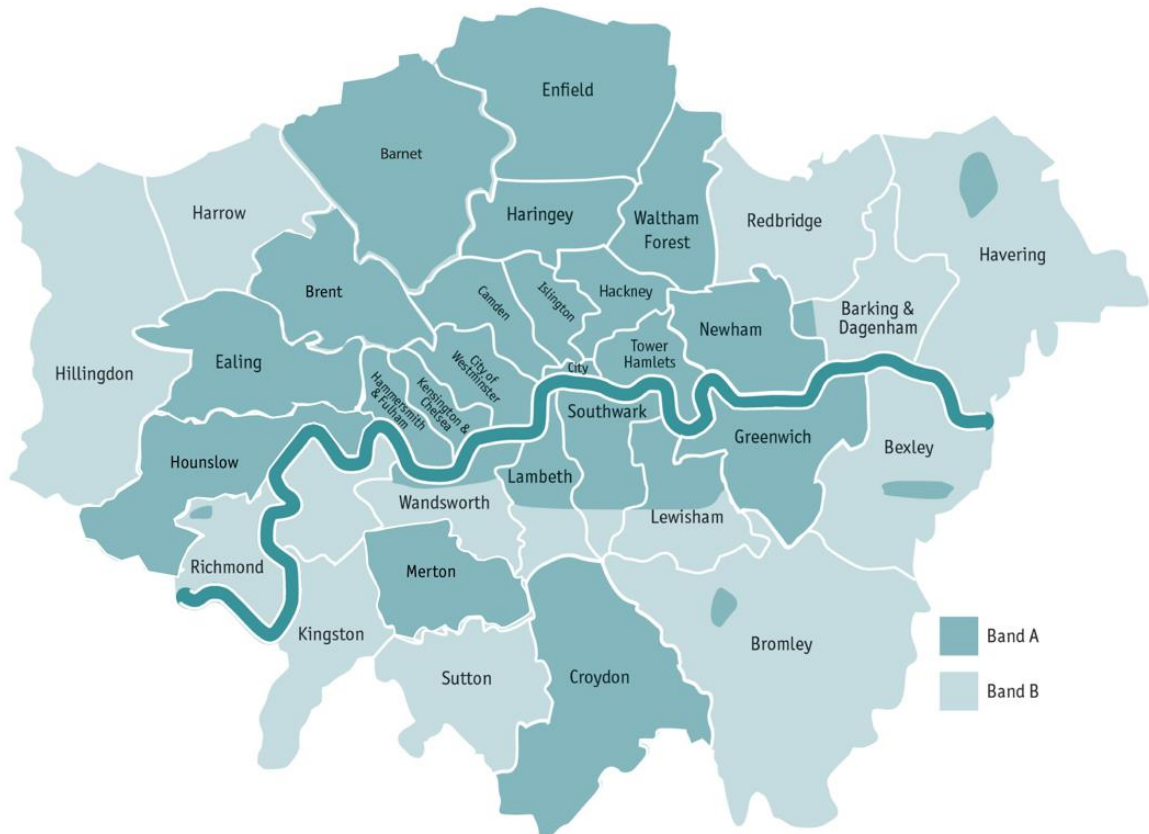 Enfield
Barnet
Haringey
Waltham
Forest
Harrow
Redbridge
Havering
Brent
Camden
Islington
Hackney
Barking &
Dagenham
Newham
Tower
Hamlets
Ealing
Hillingdon
City of
Westminster
City
Kensington &
Chelsea
Hammersmith
& Fulham
Southwark
Greenwich
Bexley
Hounslow
Lambeth
Wandsworth
Lewisham
Richmond
Merton
Kingston
Bromley
Sutton
Croydon
Band A
Band B